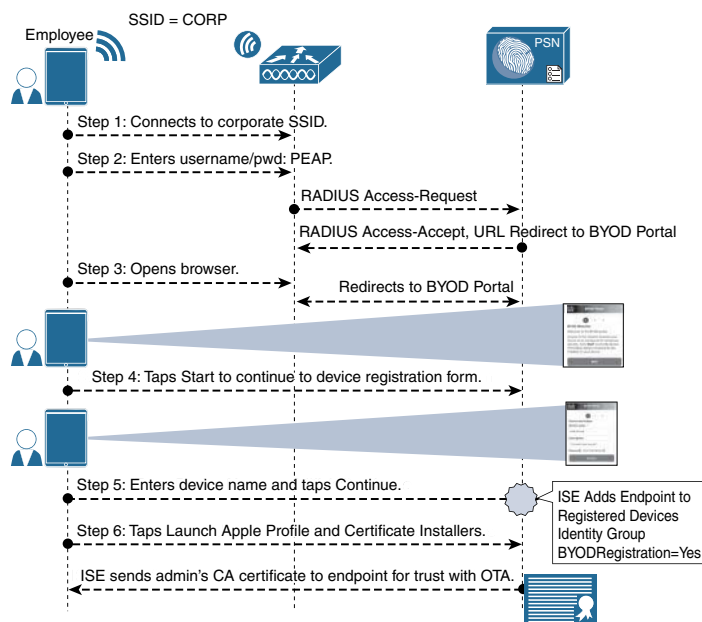 SSID = CORP
Employee
PSN
Step 1: Connects to corporate SSID.
Step 2: Enters username/pwd: PEAP.
RADIUS Access-Request
RADIUS Access-Accept, URL Redirect to BYOD Portal
Step 3: Opens browser.
Redirects to BYOD Portal
Step 4: Taps Start to continue to device registration form.
Step 5: Enters device name and taps Continue.
ISE Adds Endpoint to
Registered Devices
Identity Group
BYODRegistration=Yes
Step 6: Taps Launch Apple Profile and Certificate Installers.
ISE sends admin's CA certificate to endpoint for trust with OTA.